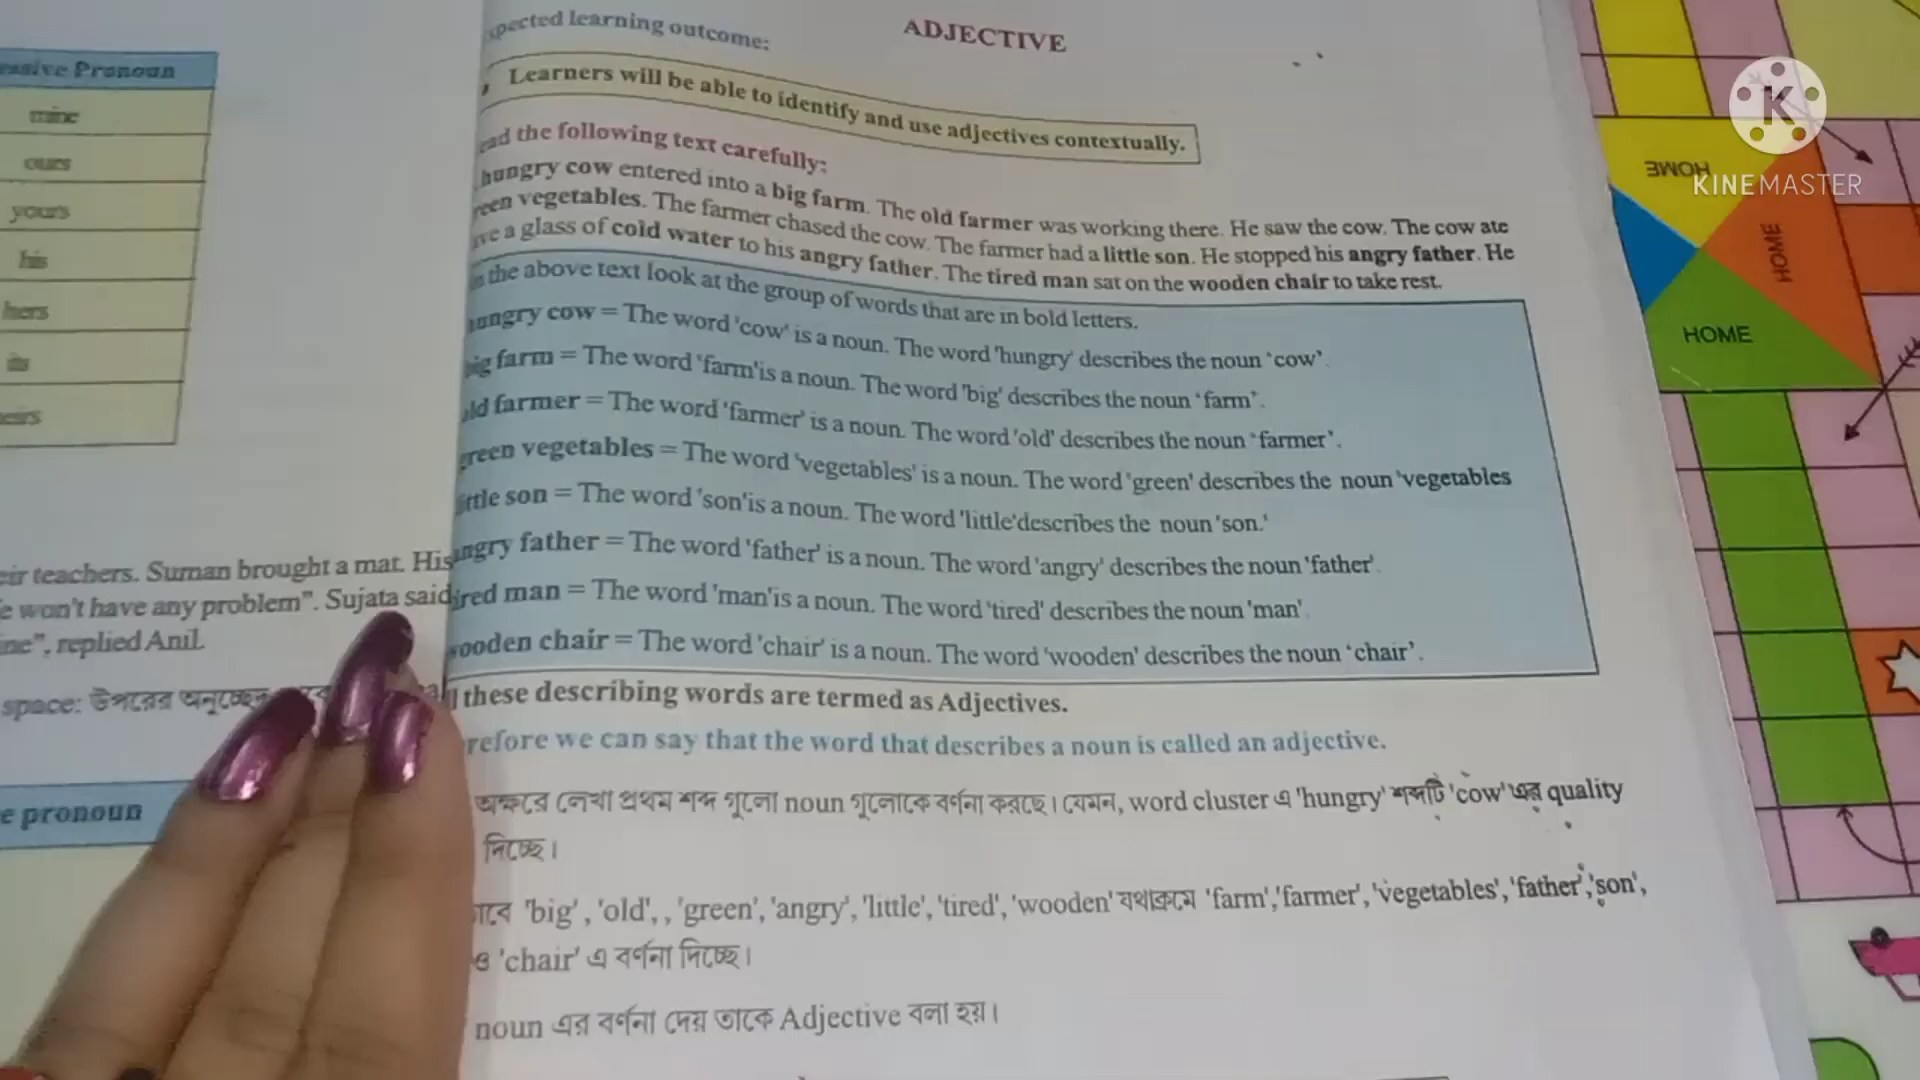 Pronoun
mine
ours
yours
his
hers
its
teachers. Suman brought a mat. His
won't have any problem". Sujata said
replied Anil.
space: উপরের
pronoun
learning outcome:
ADJECTIVE
Learners will be able to identify and use adjectives contextually.
the following text carefully:
hungry cow entered into a big farm. The old farmer was working there. He saw the cow. The cow ate
vegetables. The farmer chased the cow. The farmer had a little son. He stopped his angry father. He
a glass of cold water to his angry father. The tired man sat on the wooden chair to take rest.
the above text look at the group of words that are in bold letters.
hungry cow = The word 'cow' is a noun. The word 'hungry' describes the noun 'cow'.
big farm = The word 'farm'is a noun. The word 'big' describes the noun 'farm'.
old farmer = The word 'farmer' is a noun. The word 'old' describes the noun 'farmer'.
green vegetables = The word 'vegetables' is a noun. The word 'green' describes the noun 'vegetables
little son = The word 'son'is a noun. The word 'little'describes the noun 'son.'
angry father = The word 'father' is a noun. The word 'angry' describes the noun 'father'.
tired man = The word 'man'is a noun. The word 'tired' describes the noun 'man'.
wooden chair = The word 'chair' is a noun. The word 'wooden' describes the noun 'chair'.
these describing words are termed as Adjectives.
refore we can say that the word that describes a noun is called an adjective.
অক্ষরে লেখা প্রথম শব্দ গুলো noun গুলোকে বর্ণনা করছে। যেমন, word cluster এ 'hungry' শব্দটি 'cow' এর quality
দিচ্ছে।
'big', 'old', , 'green', 'angry', 'little', 'tired', 'wooden' যথাক্রমে 'farm','farmer', 'vegetables', 'father','son',
ও 'chair' এ বর্ণনা দিচ্ছে।
noun এর বর্ণনা দেয় তাকে Adjective বলা হয়।
HOME
HOME
HOME
K
KINEMASTER